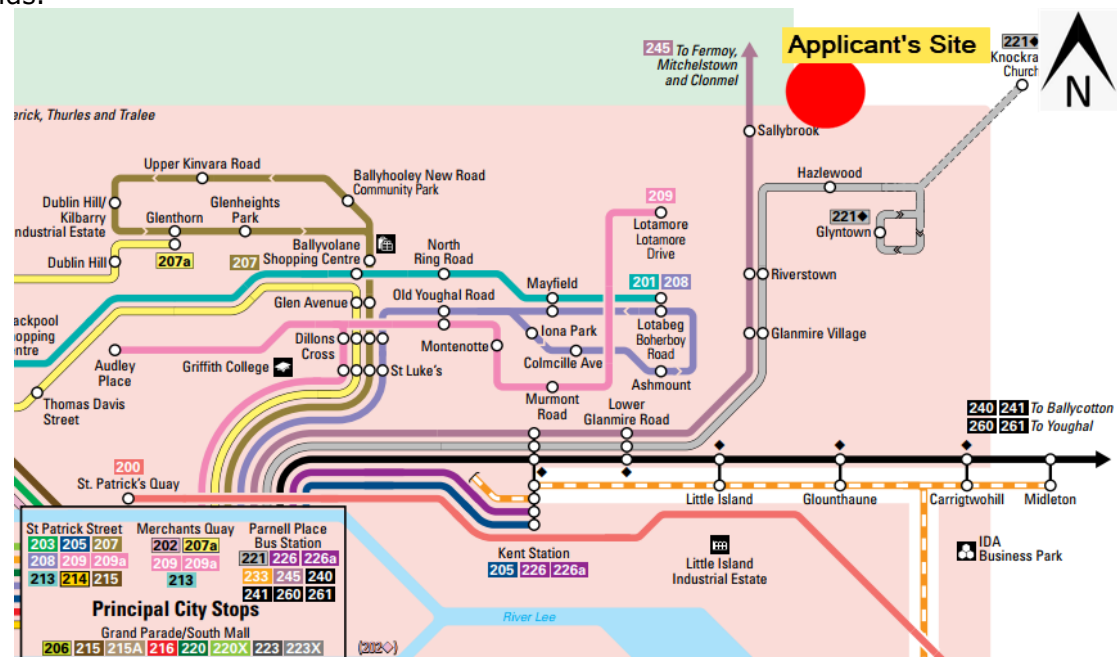 Applicant's Site
245 To Fermoy,
Mitchelstown
and Clonmel
221
Knockra
Church
N
erick, Thurles and Tralee
Sallybrook
Upper Kinvara Road
Ballyhooley New Road
Community Park
Hazlewood
Dublin Hill/
Kilbarry
ndustrial Estate
Glenheights
Park
Glenthorn
209
Lotamore
Lotamore
Drive
221
Glyntown
Dublin Hill
207a
207
Ballyvolane
Shopping Centre
North
Ring Road
Riverstown
Mayfield
201 208
Glen Avenue
Old Youghal Road
ackpool
hopping
entre
Iona Park
Lotabeg
Boherboy
Road
Glanmire Village
Dillons
Cross
Montenotte
Colmcille Ave
Audley
Place
Griffith College
St Luke's
Ashmount
Thomas Davis
Street
Murmont
Road
Lower
Glanmire Road
240 241 To Ballycotton
260 261 To Youghal
200
St. Patrick's Quay
Little Island
Glounthaune
Carrigtwohill
Midleton
St Patrick Street
203 205 207
208 209 209a
213 214 215
Merchants Quay
202 207a
209 209a
213
Parnell Place
Bus Station
221 226 226a
233 245 240
241 260 261
Kent Station
205 226 226a
Little Island
Industrial Estate
IDA
Business Park
Principal City Stops
River Lee
Grand Parade/South Mall
206 215 215A 216 220 220X 223 223X
(202)